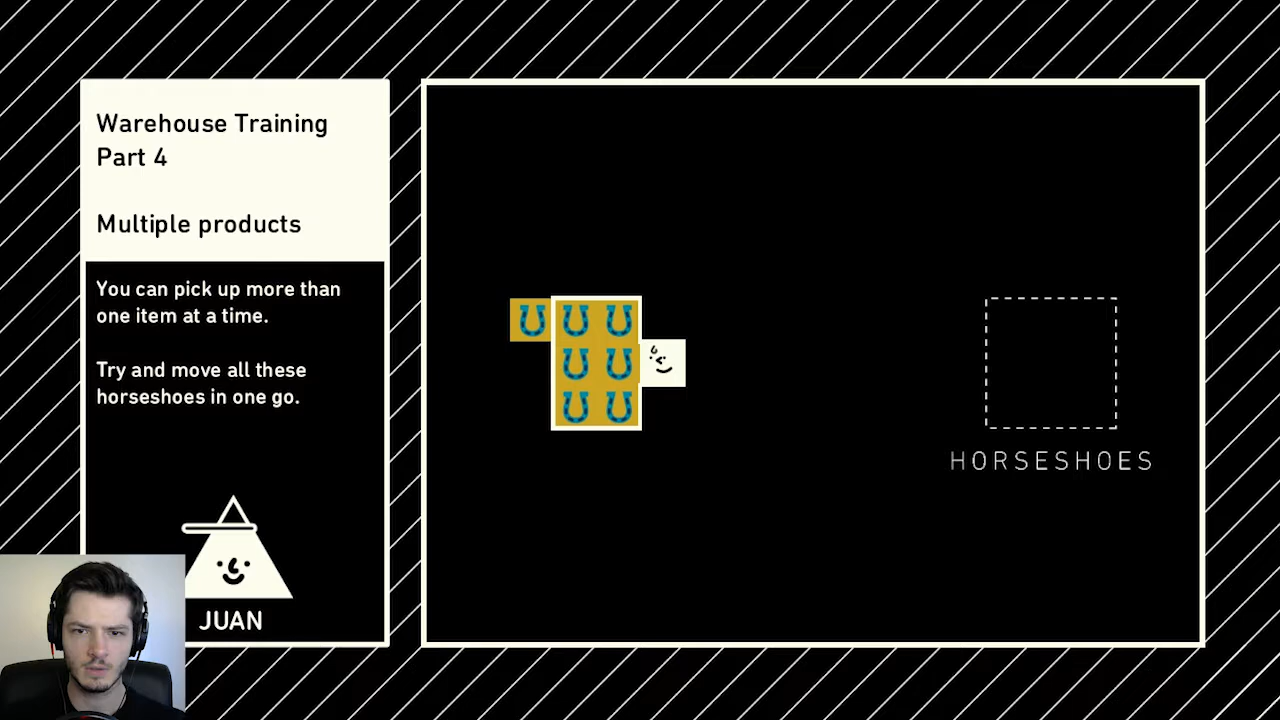 Warehouse Training
Part 4
Multiple products
You can pick up more than
one item at a time.
Try and move all these
horseshoes in one go.
JUAN
HORSESHOES